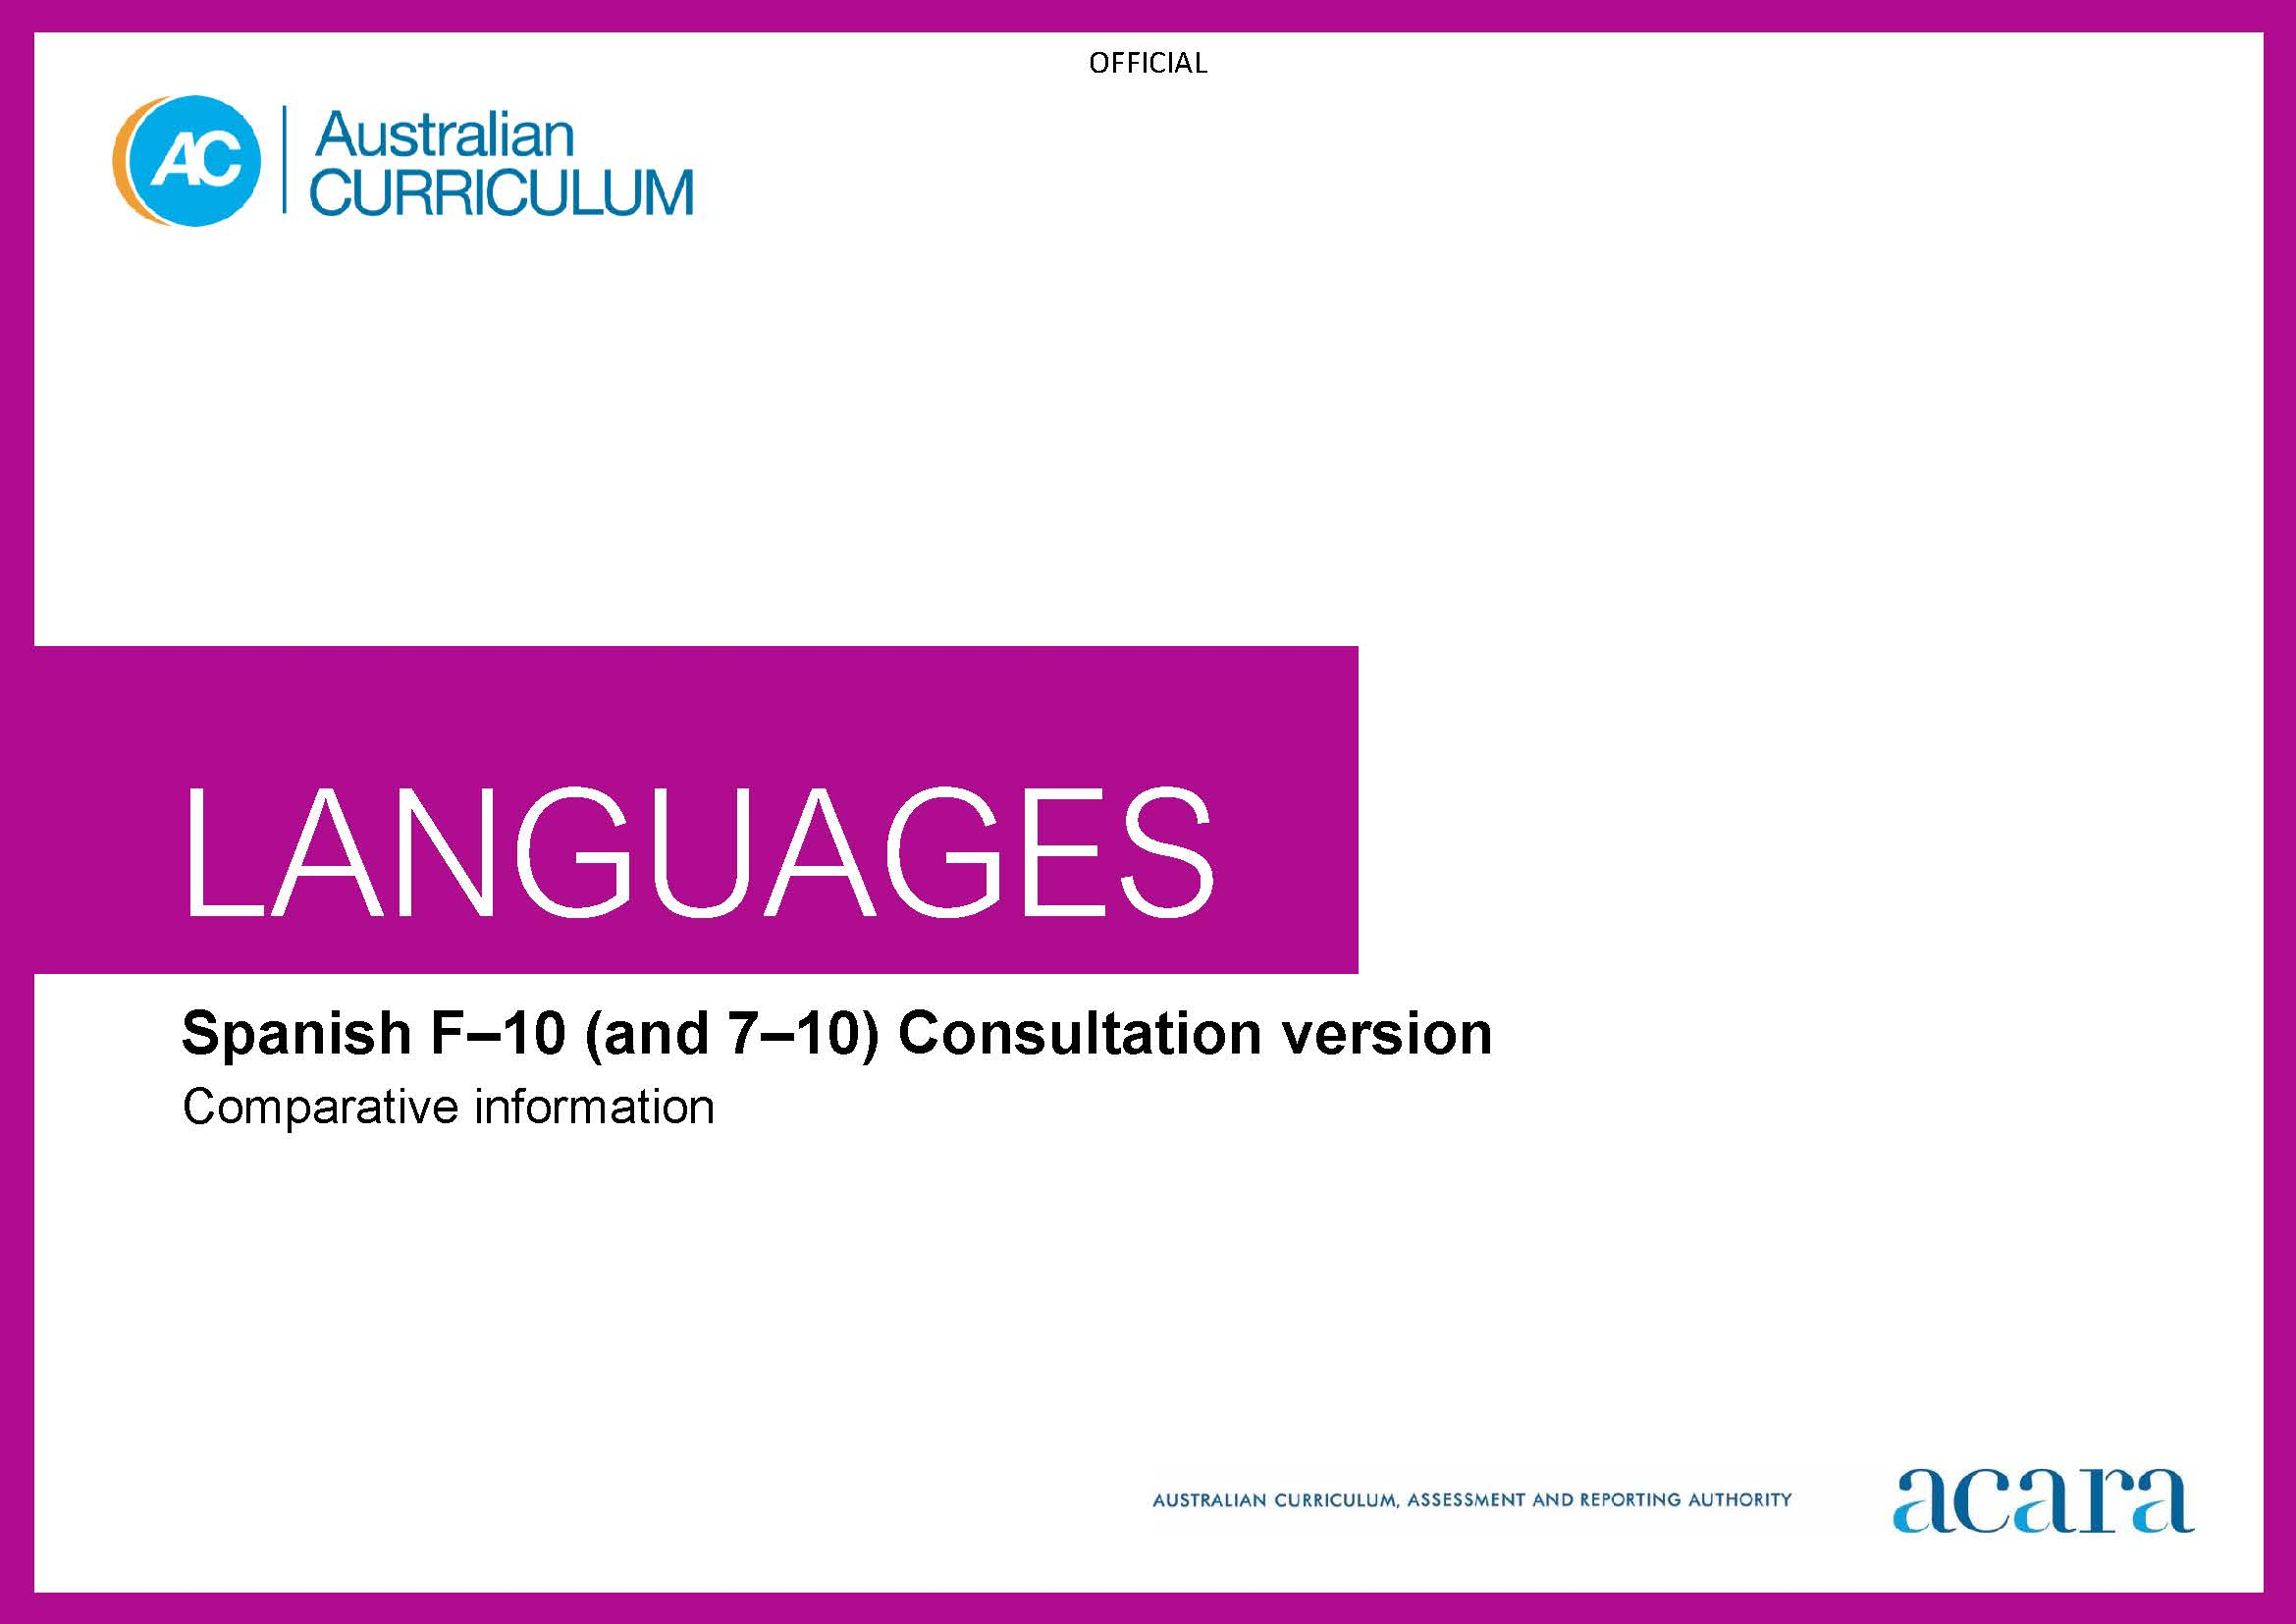 OFFICIAL
AC
Australian
CURRICULUM
LANGUAGES
Spanish F–10 (and 7–10) Consultation version
Comparative information
AUSTRALIAN CURRICULUM, ASSESSMENT AND REPORTING AUTHORITY
acara